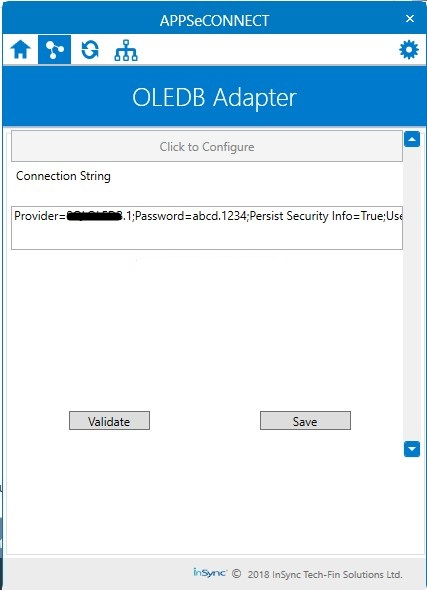 APPSeCONNECT
OLEDB Adapter
Click to Configure
Connection String
Provider= .1;Password=abcd.1234;Persist Security Info=True;Use
Validate
Save
inSync © 2018 InSync Tech-Fin Solutions Ltd.